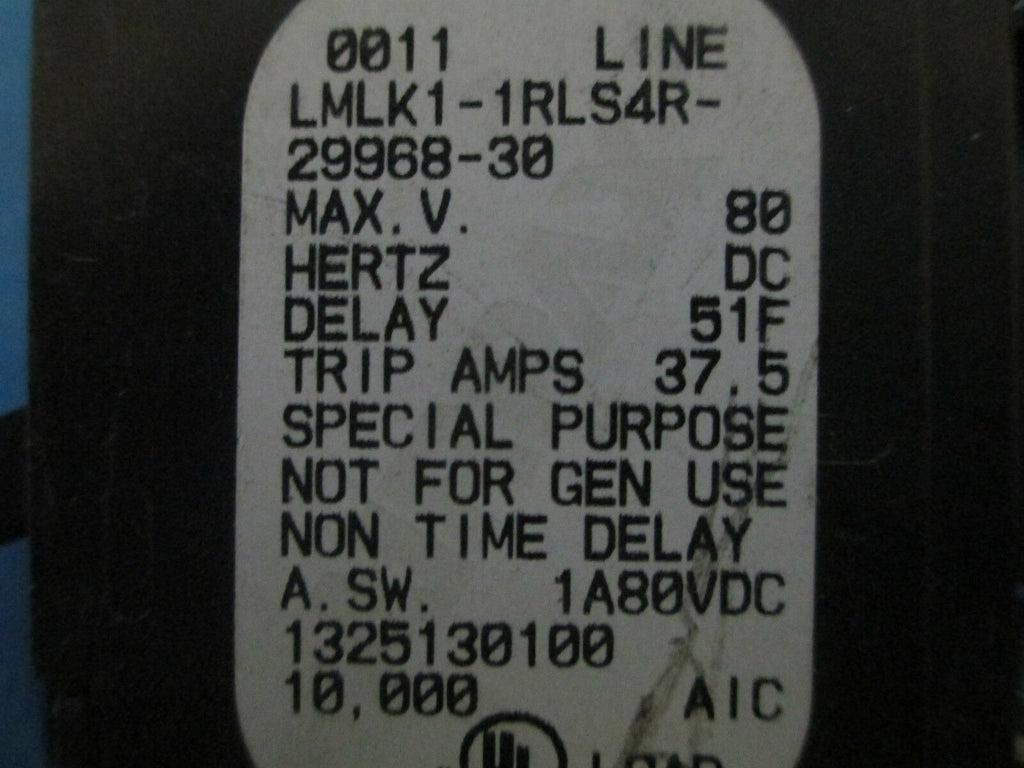 0011 LINE
LMLK1-1RLS4R-
29968-30
MAX.V. 80
HERTZ DC
DELAY 51F
TRIP AMPS 37.5
SPECIAL PURPOSE
NOT FOR GEN USE
NON TIME DELAY
A.SW. 1A80VDC
1325130100
10,000 AIC
LOAD